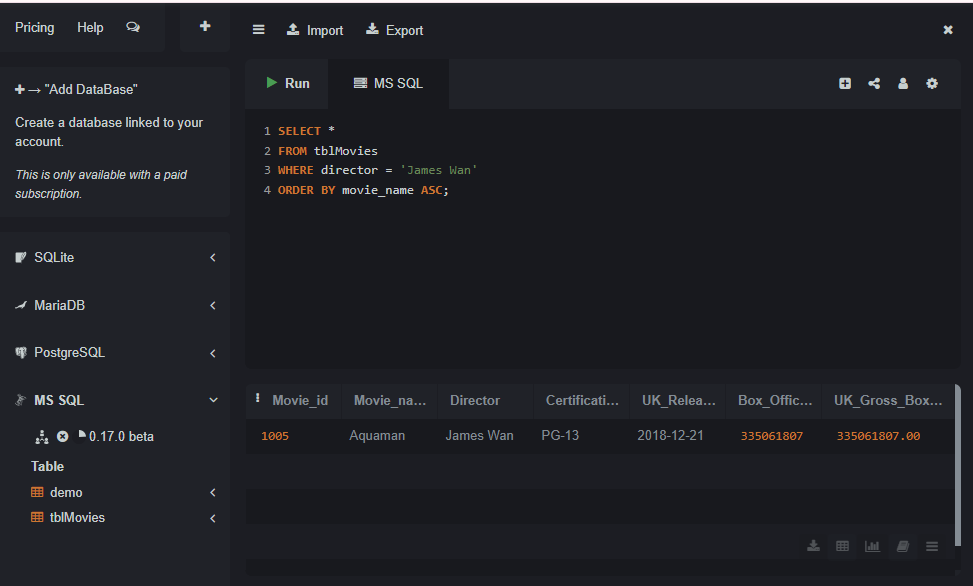 Pricing Help
Import Export
+ → "Add DataBase"
Create a database linked to your
account.
This is only available with a paid
subscription.
SQLite
MariaDB
PostgreSQL
MS SQL
0.17.0 beta
Table
demo
tblMovies
Run MS SQL
1 SELECT *
2 FROM tblMovies
3 WHERE director = 'James Wan'
4 ORDER BY movie_name ASC;
Movie_id Movie_na... Director Certificati... UK_Relea... Box_Offic... UK_Gross_Box...
1005 Aquaman James Wan PG-13 2018-12-21 335061807 335061807.00